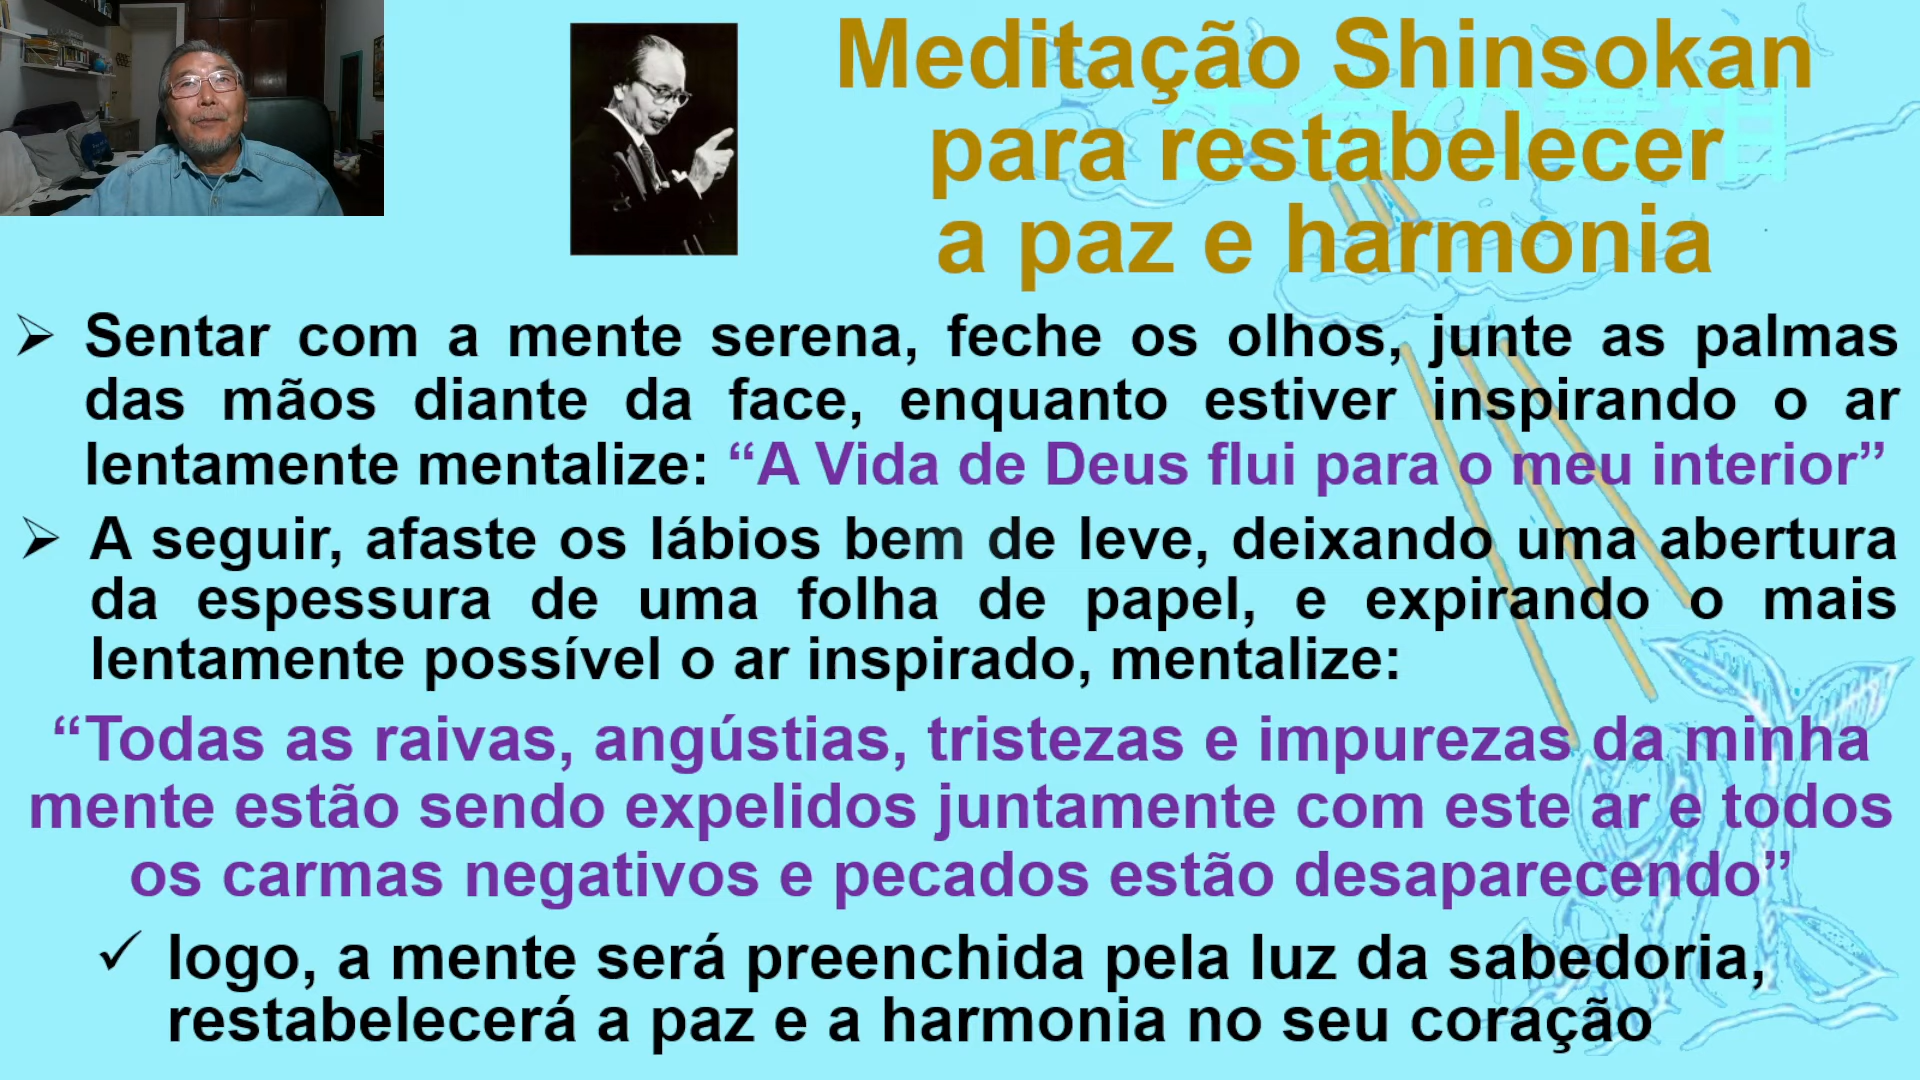 Meditação Shinsokan
para restabelecer
a paz e harmonia
➢ Sentar com a mente serena, feche os olhos, junte as palmas
das mãos diante da face, enquanto estiver inspirando o ar
lentamente mentalize: “A Vida de Deus flui para o meu interior”
➢ A seguir, afaste os lábios bem de leve, deixando uma abertura
da espessura de uma folha de papel, e expirando o mais
lentamente possível o ar inspirado, mentalize:
“Todas as raivas, angústias, tristezas e impurezas da minha
mente estão sendo expelidos juntamente com este ar e todos
os carmas negativos e pecados estão desaparecendo”
✓ logo, a mente será preenchida pela luz da sabedoria,
restabelecerá a paz e a harmonia no seu coração